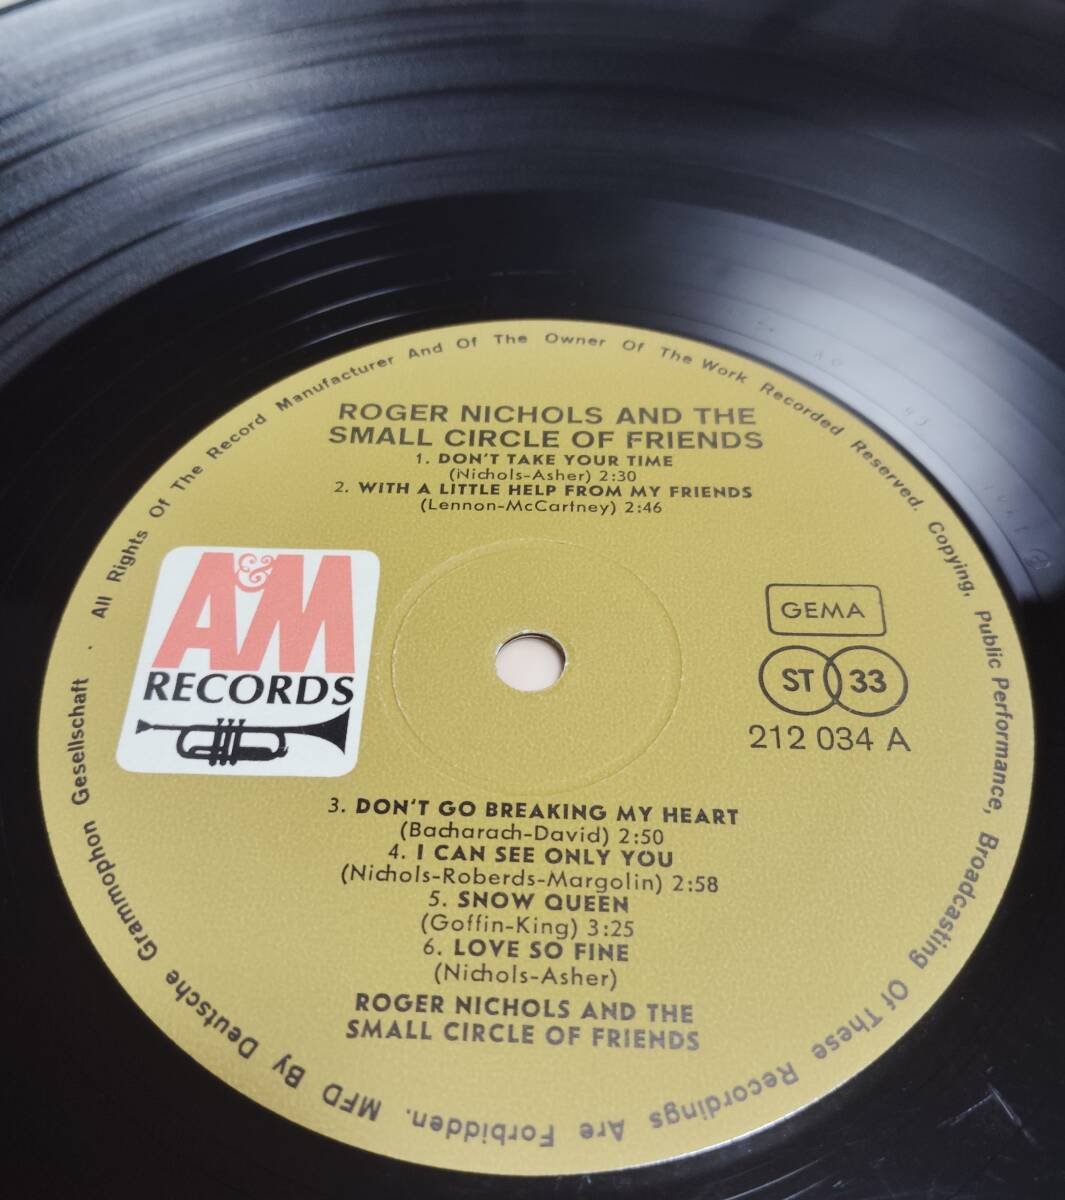 All Rights Of The Record Manufacturer And Of The Owner Of The Work Recorded Reserved. Copying, Public Performance, Broadcasting Of These Recordings Are Forbidden. MFD By Deutsche Grammophon Gesellschaft
ROGER NICHOLS AND THE
SMALL CIRCLE OF FRIENDS
1. DON'T TAKE YOUR TIME
(Nichols-Asher) 2:30
2. WITH A LITTLE HELP FROM MY FRIENDS
(Lennon-McCartney) 2:46
A&M
RECORDS
GEMA
ST 33
212 034 A
3. DON'T GO BREAKING MY HEART
(Bacharach-David) 2:50
4. I CAN SEE ONLY YOU
(Nichols-Roberds-Margolin) 2:58
5. SNOW QUEEN
(Goffin-King) 3:25
6. LOVE SO FINE
(Nichols-Asher)
ROGER NICHOLS AND THE
SMALL CIRCLE OF FRIENDS